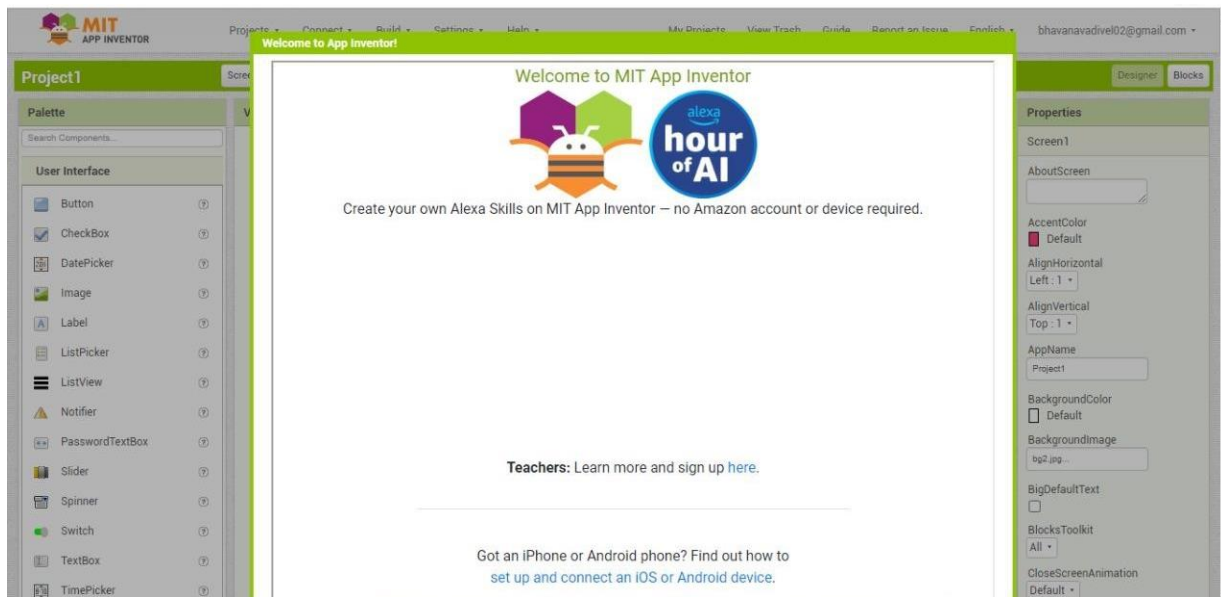 MIT
APP INVENTOR
Projects Connect Build Settings Help My Projects View Trash Guide Report an Issue English bhavanavadivel02@gmail.com
Welcome to App Inventor!
Project1
Designer Blocks
Palette
Search Components...
User Interface
Button
CheckBox
DatePicker
Image
Label
ListPicker
ListView
Notifier
PasswordTextBox
Slider
Spinner
Switch
TextBox
TimePicker
Welcome to MIT App Inventor
alexa
hour
of AI
Create your own Alexa Skills on MIT App Inventor — no Amazon account or device required.
Teachers: Learn more and sign up here.
Got an iPhone or Android phone? Find out how to
set up and connect an iOS or Android device.
Properties
Screen1
AboutScreen
AccentColor
Default
AlignHorizontal
Left : 1
AlignVertical
Top : 1
AppName
Project1
BackgroundColor
Default
BackgroundImage
bg2.jpg...
BigDefaultText
BlocksToolkit
All
CloseScreenAnimation
Default